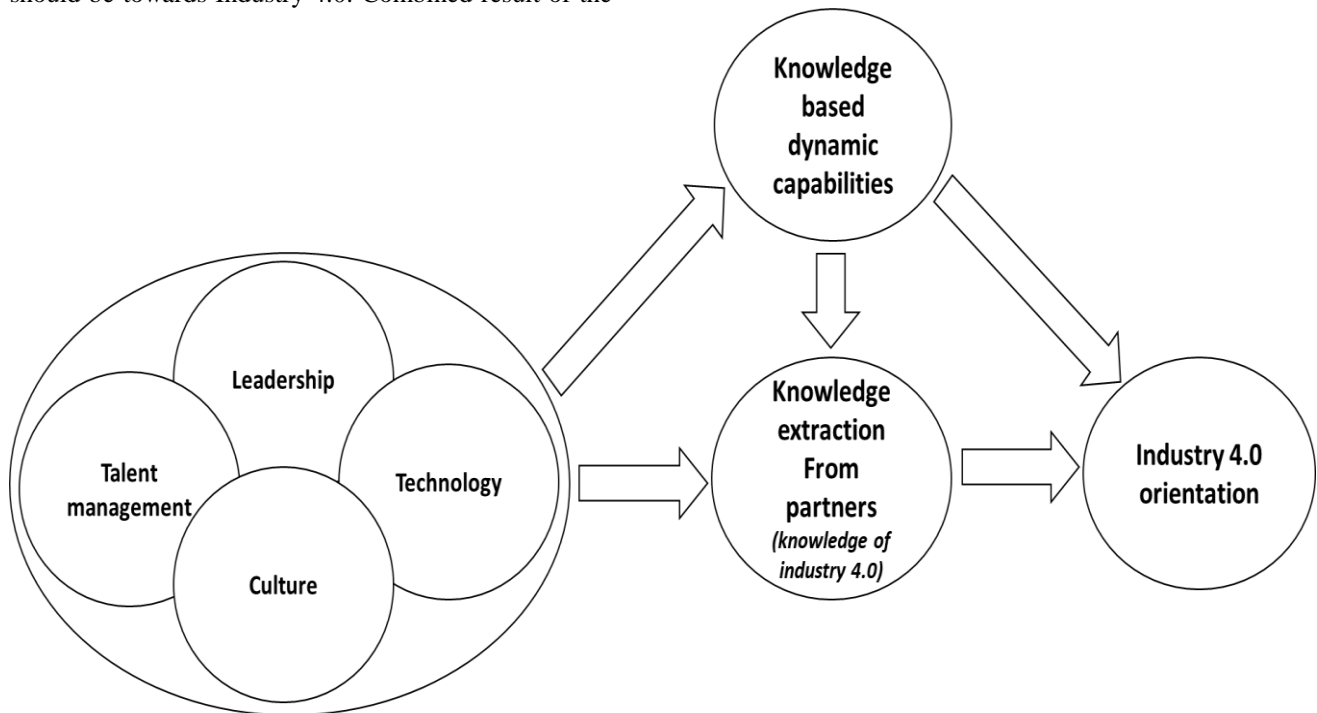 should be towards Industry 4.0. Combined result of the
Knowledge
based
dynamic
capabilities
Leadership
Talent
management
Technology
Culture
Knowledge
extraction
From
partners
(knowledge of
industry 4.0)
Industry 4.0
orientation